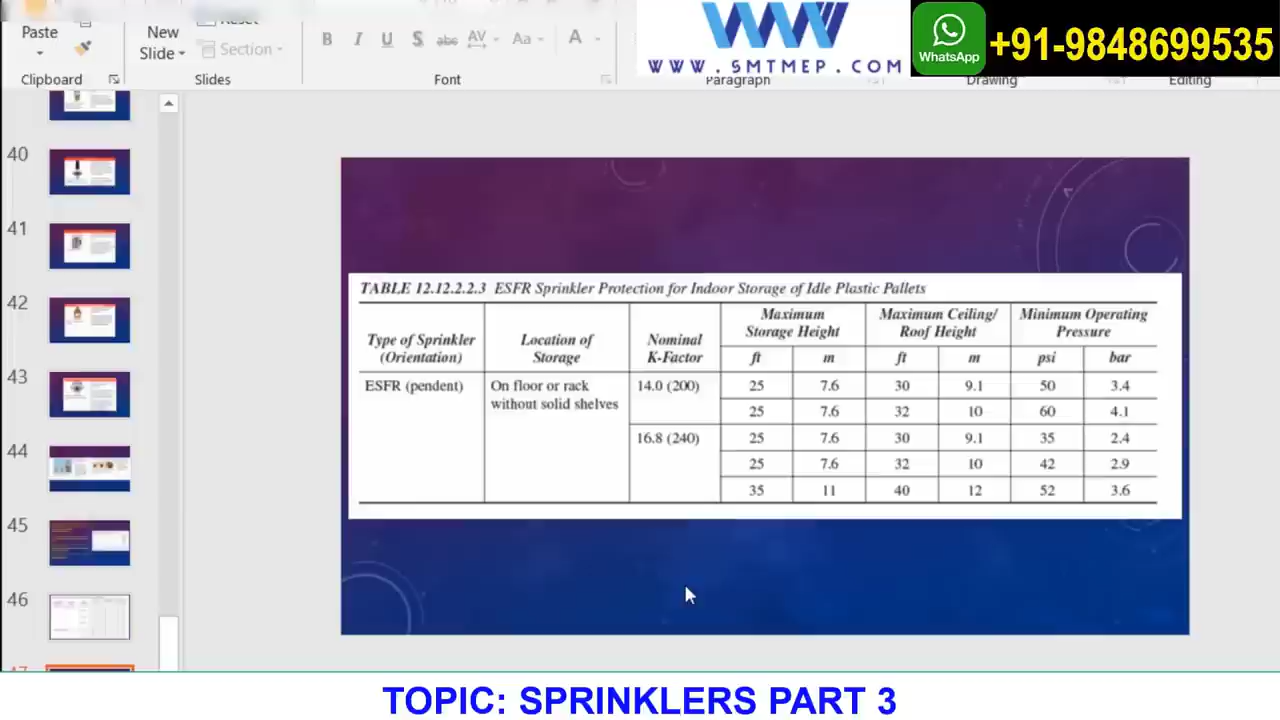 Paste
New
Slide
Reset
Section
B I U S abc AV Aa A
Clipboard
Slides
Font
Paragraph
Drawing
Editing
WWW.SMTMEP.COM
WhatsApp
+91-9848699535
40
41
42
43
44
45
46
47
TABLE 12.12.2.2.3 ESFR Sprinkler Protection for Indoor Storage of Idle Plastic Pallets
Type of Sprinkler (Orientation) Location of Storage Nominal K-Factor Maximum Storage Height Maximum Ceiling/ Roof Height Minimum Operating Pressure
ft m ft m psi bar
ESFR (pendent) On floor or rack without solid shelves 14.0 (200) 25 7.6 30 9.1 50 3.4
25 7.6 32 10 60 4.1
16.8 (240) 25 7.6 30 9.1 35 2.4
25 7.6 32 10 42 2.9
35 11 40 12 52 3.6
TOPIC: SPRINKLERS PART 3